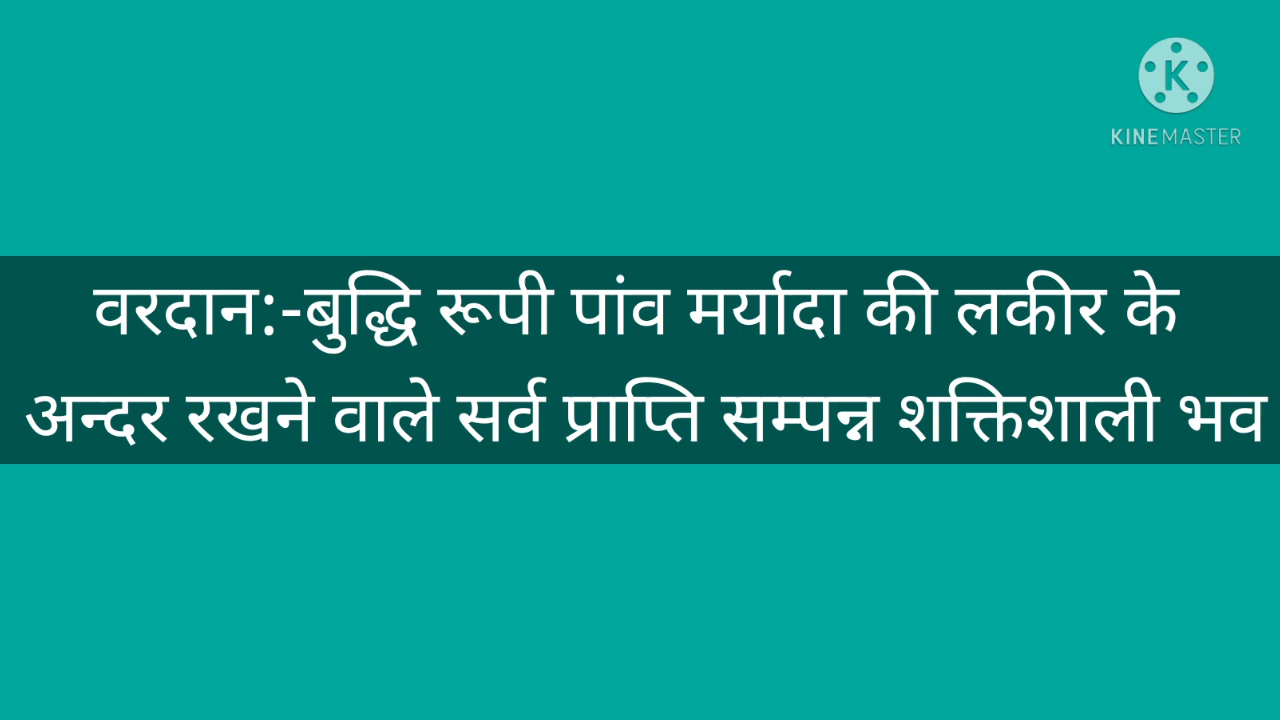 K
KINEMASTER
वरदान:-बुद्धि रूपी पांव मर्यादा की लकीर के
अन्दर रखने वाले सर्व प्राप्ति सम्पन्न शक्तिशाली भव